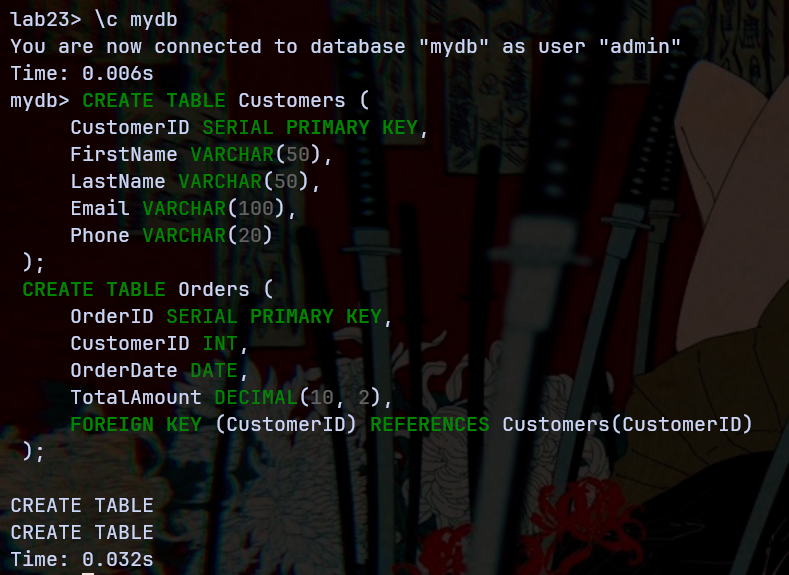 lab23> \c mydb
You are now connected to database "mydb" as user "admin"
Time: 0.006s
mydb> CREATE TABLE Customers (
     CustomerID SERIAL PRIMARY KEY,
     FirstName VARCHAR(50),
     LastName VARCHAR(50),
     Email VARCHAR(100),
     Phone VARCHAR(20)
 );
 CREATE TABLE Orders (
     OrderID SERIAL PRIMARY KEY,
     CustomerID INT,
     OrderDate DATE,
     TotalAmount DECIMAL(10, 2),
     FOREIGN KEY (CustomerID) REFERENCES Customers(CustomerID)
 );
CREATE TABLE
CREATE TABLE
Time: 0.032s